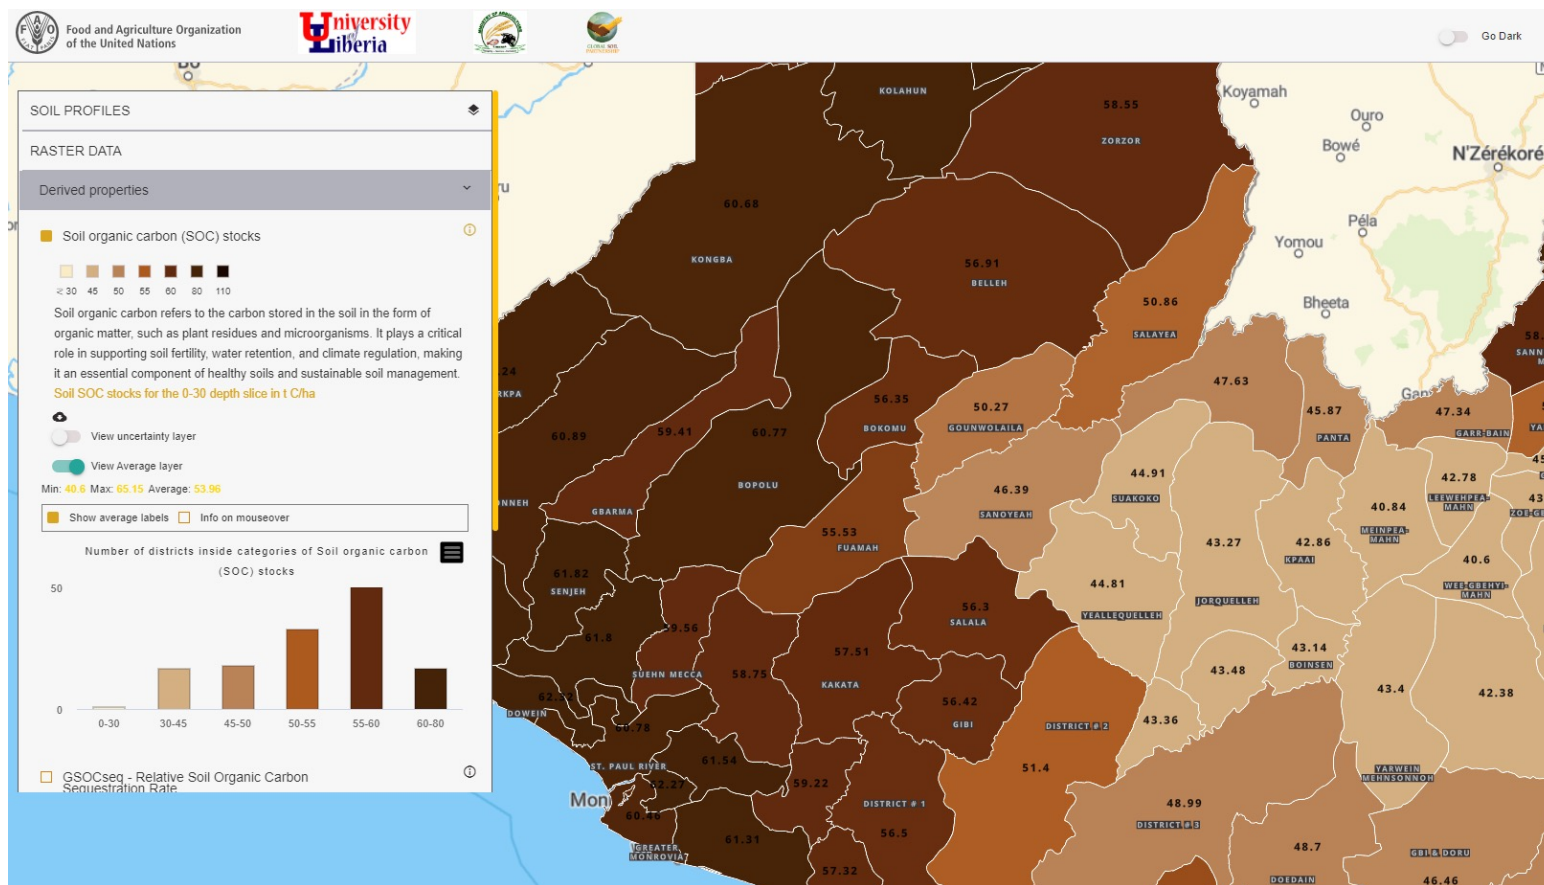 Food and Agriculture Organization
of the United Nations
University
of
Liberia
Go Dark
SOIL PROFILES
RASTER DATA
Derived properties
Soil organic carbon (SOC) stocks
≤ 30 45 50 55 60 80 110
Soil organic carbon refers to the carbon stored in the soil in the form of
organic matter, such as plant residues and microorganisms. It plays a critical
role in supporting soil fertility, water retention, and climate regulation, making
it an essential component of healthy soils and sustainable soil management.
Soil SOC stocks for the 0-30 depth slice in t C/ha
View uncertainty layer
View Average layer
Min: 40.6 Max: 65.15 Average: 53.96
Show average labels Info on mouseover
Number of districts inside categories of Soil organic carbon
(SOC) stocks
50
0
0-30 30-45 45-50 50-55 55-60 60-80
GSOCseq - Relative Soil Organic Carbon
Sequestration Rate
KOLAHUN
58.55
ZORZOR
Koyamah
Ouro
Bowé
N'Zérékoré
60.68
KONGBA
56.91
BELLEH
Péla
Yomou
Bheeta
50.86
SALAYEA
60.89
59.41
GBARMA
60.77
BOPOLU
56.35
BOKOMU
50.27
GOUNWOLAILA
47.63
45.87
PANTA
47.34
GARR-BAIN
46.39
SANOYEAH
44.91
SUAKOKO
55.53
FUAMAH
43.27
JORQUELLEH
42.86
KPAAI
40.84
MEINPEA-
MAHN
42.78
LEEWEHPEA-
MAHN
40.6
WEE-GBEHYI-
MAHN
61.82
SENJEH
61.8
59.56
SUEHN MECCA
58.75
57.51
KAKATA
56.3
SALALA
44.81
YEALLEQUELLEH
43.14
BOINSEN
43.48
43.4
42.38
62.32
DOWEIN
60.78
ST. PAUL RIVER
61.54
62.27
59.22
56.42
GIBI
DISTRICT # 2
51.4
43.36
YARWEIN
MEHNSONNOH
Mon
60.46
GREATER
MONROVIA
61.31
57.32
DISTRICT # 1
56.5
48.99
DISTRICT # 3
48.7
DOEDAIN
GBI & DORU
46.46